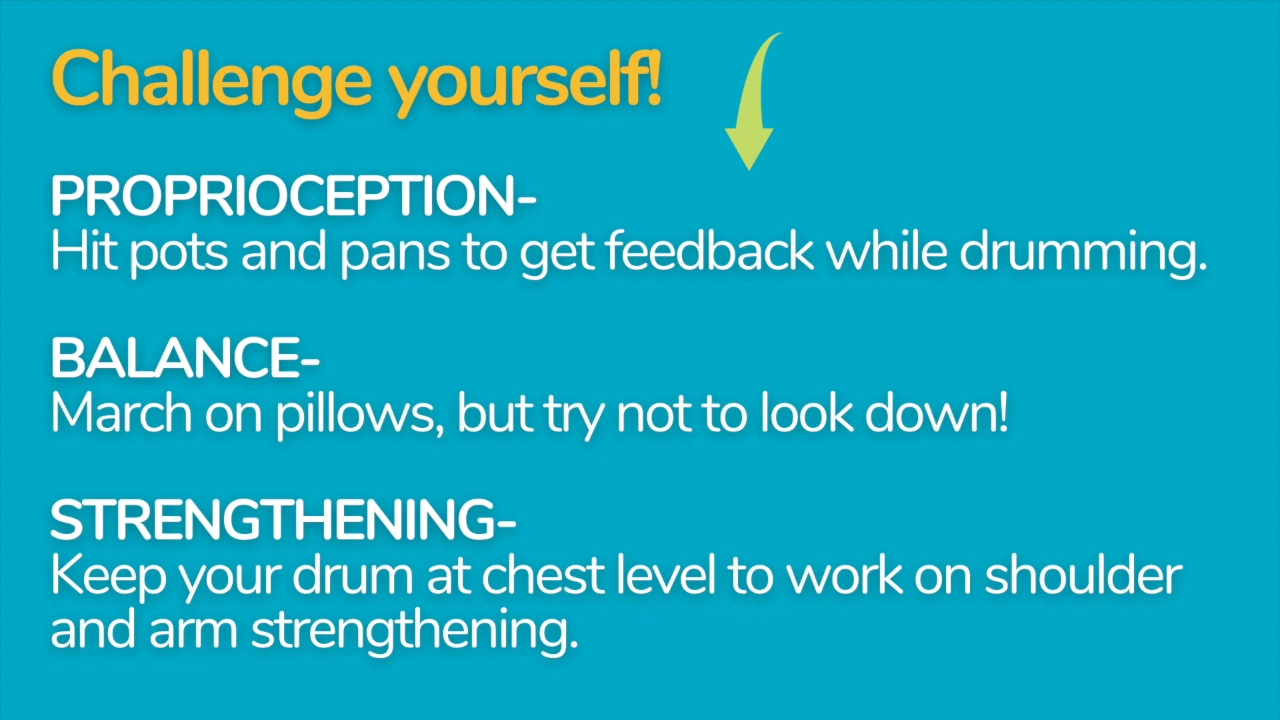 Challenge yourself!
PROPRIOCEPTION-
Hit pots and pans to get feedback while drumming.
BALANCE-
March on pillows, but try not to look down!
STRENGTHENING-
Keep your drum at chest level to work on shoulder
and arm strengthening.